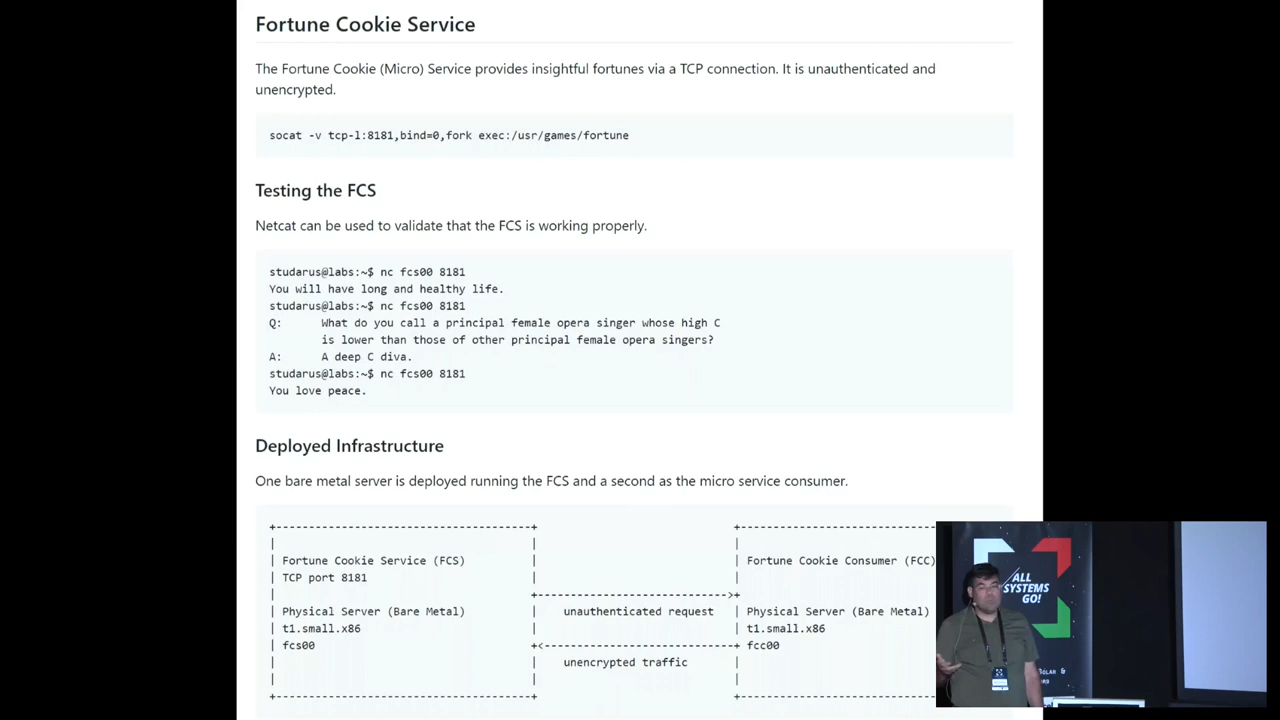 Fortune Cookie Service
The Fortune Cookie (Micro) Service provides insightful fortunes via a TCP connection. It is unauthenticated and
unencrypted.
socat -v tcp-l:8181,bind=0,fork exec:/usr/games/fortune
Testing the FCS
Netcat can be used to validate that the FCS is working properly.
studarus@labs:~$ nc fcs00 8181
You will have long and healthy life.
studarus@labs:~$ nc fcs00 8181
Q: What do you call a principal female opera singer whose high C
is lower than those of other principal female opera singers?
A: A deep C diva.
studarus@labs:~$ nc fcs00 8181
You love peace.
Deployed Infrastructure
One bare metal server is deployed running the FCS and a second as the micro service consumer.
Fortune Cookie Service (FCS) Fortune Cookie Consumer (FCC)
TCP port 8181
Physical Server (Bare Metal) unauthenticated request Physical Server (Bare Metal)
t1.small.x86 t1.small.x86
fcs00 fcc00
unencrypted traffic
ALL
SYSTEMS
GO!